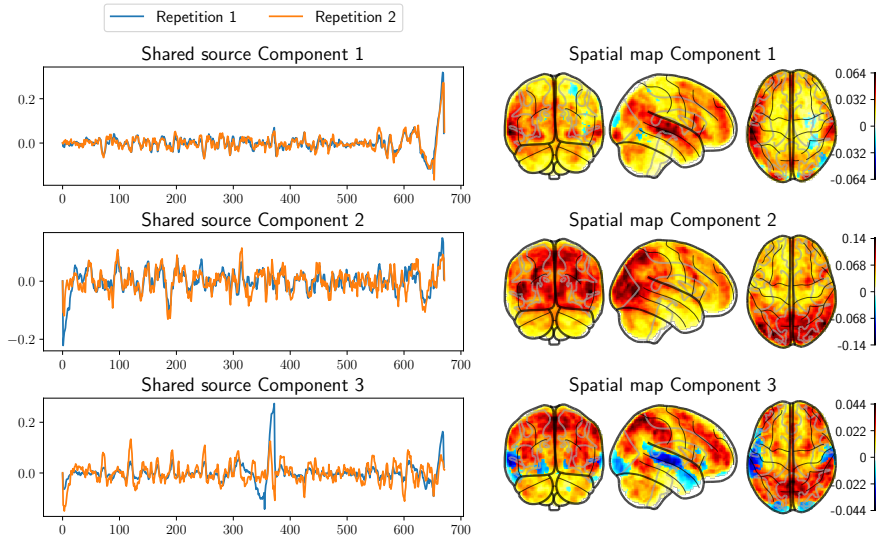 Repetition 1 Repetition 2
Shared source Component 1
0.2
0.0
0 100 200 300 400 500 600 700
Spatial map Component 1
0.064
0.032
0
-0.032
-0.064
Shared source Component 2
0.0
−0.2
0 100 200 300 400 500 600 700
Spatial map Component 2
0.14
0.068
0
-0.068
-0.14
Shared source Component 3
0.2
0.0
0 100 200 300 400 500 600 700
Spatial map Component 3
0.044
0.022
0
-0.022
-0.044